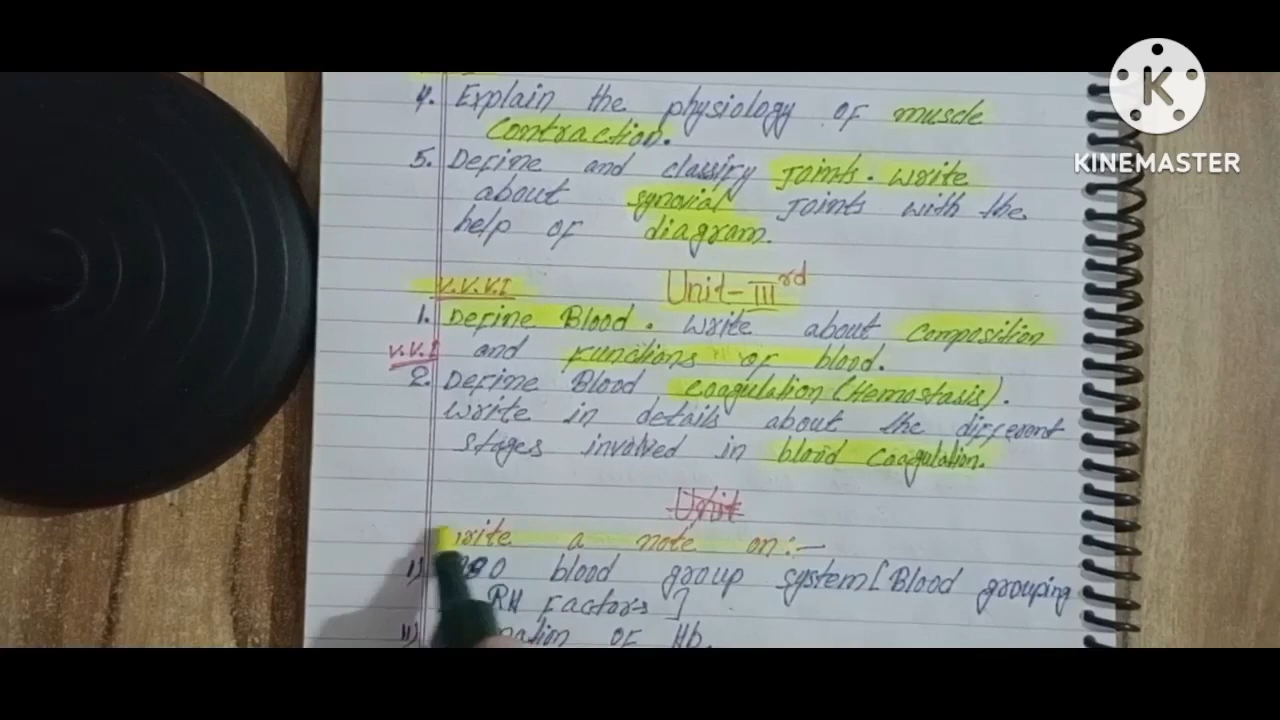 4. Explain the physiology of muscle
contraction.
5. Define and classify Joints. write
about synovial Joints with the
help of diagram.
V.V.V.I Unit-IIIrd
1. Define Blood. write about composition
V.V.I and functions of blood.
2. Define Blood coagulation (Hemostasis).
write in details about the different
stages involved in blood coagulation.
Unit
write a note on:-
I) blood group system [Blood grouping
RH Factors]
II) of Hb.
K
KINEMASTER